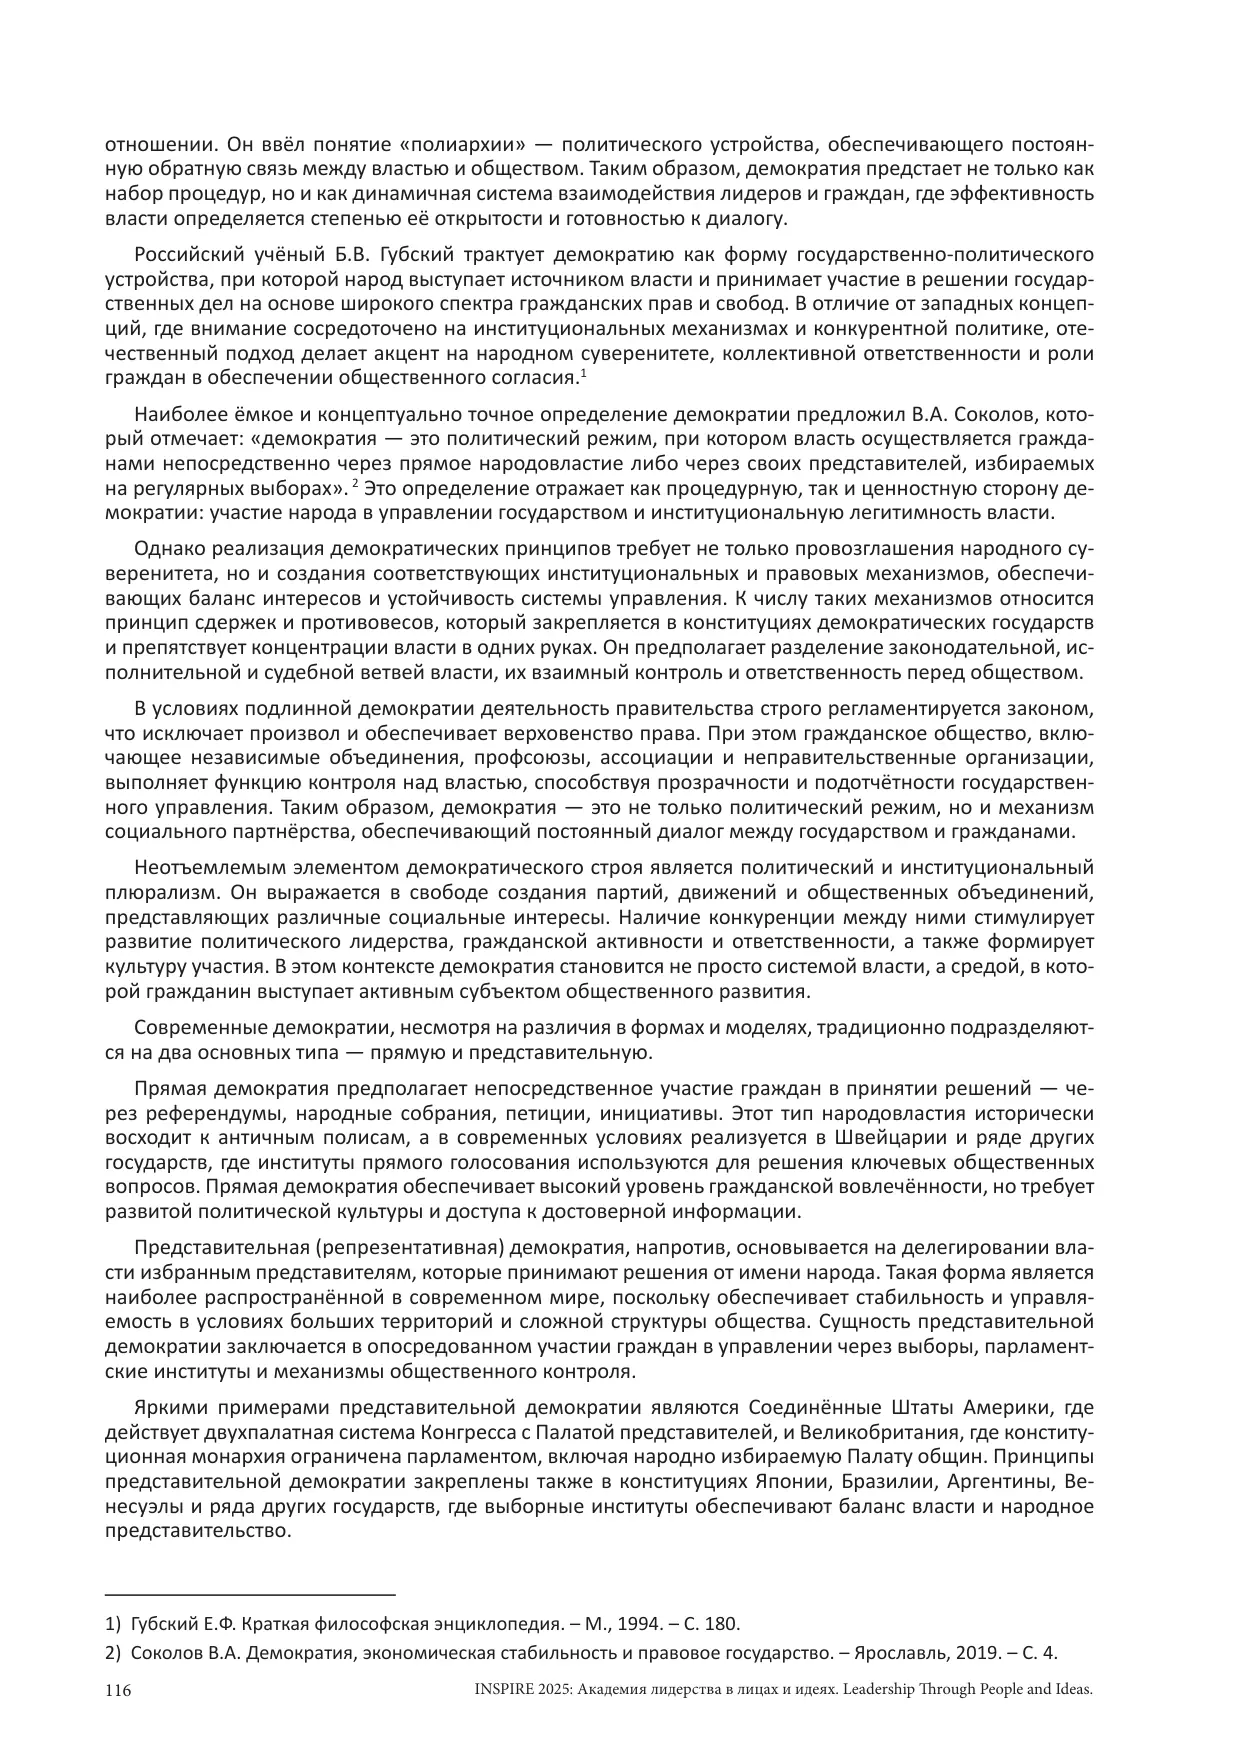 отношении. Он ввёл понятие «полиархии» — политического устройства, обеспечивающего постоян-
ную обратную связь между властью и обществом. Таким образом, демократия предстает не только как
набор процедур, но и как динамичная система взаимодействия лидеров и граждан, где эффективность
власти определяется степенью её открытости и готовностью к диалогу.
Российский учёный Б.В. Губский трактует демократию как форму государственно-политического
устройства, при которой народ выступает источником власти и принимает участие в решении государ-
ственных дел на основе широкого спектра гражданских прав и свобод. В отличие от западных концеп-
ций, где внимание сосредоточено на институциональных механизмах и конкурентной политике, оте-
чественный подход делает акцент на народном суверенитете, коллективной ответственности и роли
граждан в обеспечении общественного согласия.1
Наиболее ёмкое и концептуально точное определение демократии предложил В.А. Соколов, кото-
рый отмечает: «демократия — это политический режим, при котором власть осуществляется гражда-
нами непосредственно через прямое народовластие либо через своих представителей, избираемых
на регулярных выборах». 2 Это определение отражает как процедурную, так и ценностную сторону де-
мократии: участие народа в управлении государством и институциональную легитимность власти.
Однако реализация демократических принципов требует не только провозглашения народного су-
веренитета, но и создания соответствующих институциональных и правовых механизмов, обеспечи-
вающих баланс интересов и устойчивость системы управления. К числу таких механизмов относится
принцип сдержек и противовесов, который закрепляется в конституциях демократических государств
и препятствует концентрации власти в одних руках. Он предполагает разделение законодательной, ис-
полнительной и судебной ветвей власти, их взаимный контроль и ответственность перед обществом.
В условиях подлинной демократии деятельность правительства строго регламентируется законом,
что исключает произвол и обеспечивает верховенство права. При этом гражданское общество, вклю-
чающее независимые объединения, профсоюзы, ассоциации и неправительственные организации,
выполняет функцию контроля над властью, способствуя прозрачности и подотчётности государствен-
ного управления. Таким образом, демократия — это не только политический режим, но и механизм
социального партнёрства, обеспечивающий постоянный диалог между государством и гражданами.
Неотъемлемым элементом демократического строя является политический и институциональный
плюрализм. Он выражается в свободе создания партий, движений и общественных объединений,
представляющих различные социальные интересы. Наличие конкуренции между ними стимулирует
развитие политического лидерства, гражданской активности и ответственности, а также формирует
культуру участия. В этом контексте демократия становится не просто системой власти, а средой, в кото-
рой гражданин выступает активным субъектом общественного развития.
Современные демократии, несмотря на различия в формах и моделях, традиционно подразделяют-
ся на два основных типа — прямую и представительную.
Прямая демократия предполагает непосредственное участие граждан в принятии решений — че-
рез референдумы, народные собрания, петиции, инициативы. Этот тип народовластия исторически
восходит к античным полисам, а в современных условиях реализуется в Швейцарии и ряде других
государств, где институты прямого голосования используются для решения ключевых общественных
вопросов. Прямая демократия обеспечивает высокий уровень гражданской вовлечённости, но требует
развитой политической культуры и доступа к достоверной информации.
Представительная (репрезентативная) демократия, напротив, основывается на делегировании вла-
сти избранным представителям, которые принимают решения от имени народа. Такая форма является
наиболее распространённой в современном мире, поскольку обеспечивает стабильность и управля-
емость в условиях больших территорий и сложной структуры общества. Сущность представительной
демократии заключается в опосредованном участии граждан в управлении через выборы, парламент-
ские институты и механизмы общественного контроля.
Яркими примерами представительной демократии являются Соединённые Штаты Америки, где
действует двухпалатная система Конгресса с Палатой представителей, и Великобритания, где консти­ту-
ционная монархия ограничена парламентом, включая народно избираемую Палату общин. Принципы
представительной демократии закреплены также в конституциях Японии, Бразилии, Аргентины, Ве-
несуэлы и ряда других государств, где выборные институты обеспечивают баланс власти и народное
представительство.
1) Губский Е.Ф. Краткая философская энциклопедия. – М., 1994. – С. 180.
2) Соколов В.А. Демократия, экономическая стабильность и правовое государство. – Ярославль, 2019. – С. 4.
116
INSPIRE 2025: Академия лидерства в лицах и идеях. Leadership Through People and Ideas.